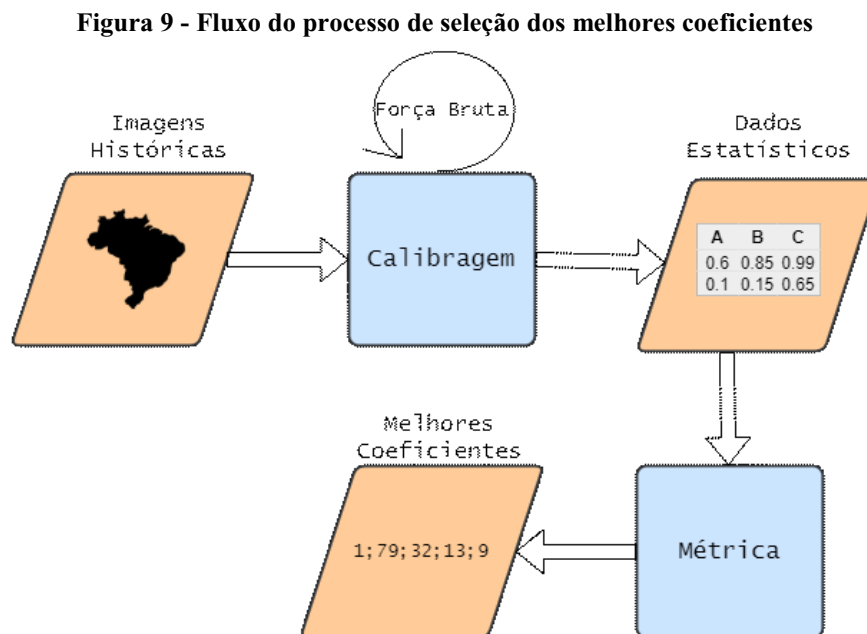 Figura 9 - Fluxo do processo de seleção dos melhores coeficientes
Força Bruta
Imagens
Históricas
Dados
Estatísticos
Calibragem
A B C
0.6 0.85 0.99
0.1 0.15 0.65
Melhores
Coeficientes
1;79;32;13;9
Métrica